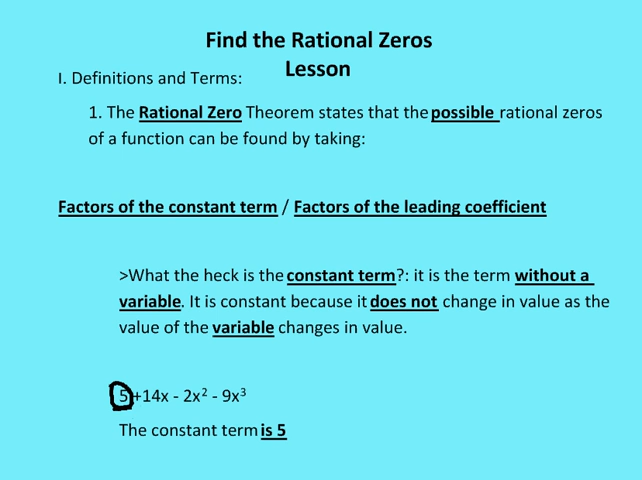 Find the Rational Zeros
Lesson
I. Definitions and Terms:
1. The Rational Zero Theorem states that the possible rational zeros
of a function can be found by taking:
Factors of the constant term / Factors of the leading coefficient
>What the heck is the constant term?: it is the term without a
variable. It is constant because it does not change in value as the
value of the variable changes in value.
5 +14x - 2x² - 9x³
The constant term is 5